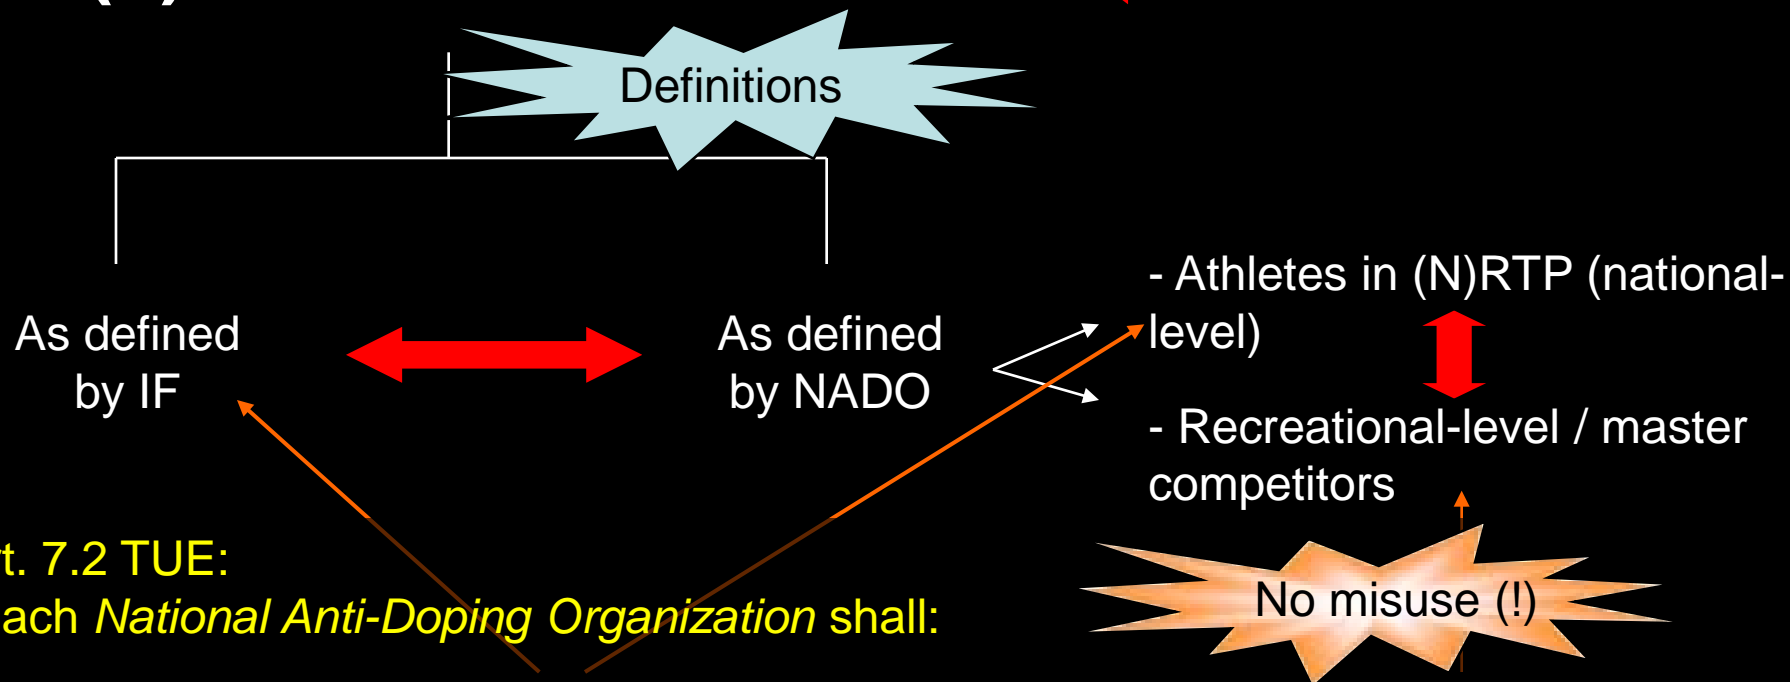 Definitions
- Athletes in (N)RTP (national-
level)
As defined
by IF
As defined
by NADO
- Recreational-level / master
competitors
t. 7.2 TUE:
ach National Anti-Doping Organization shall:
No misuse (!)